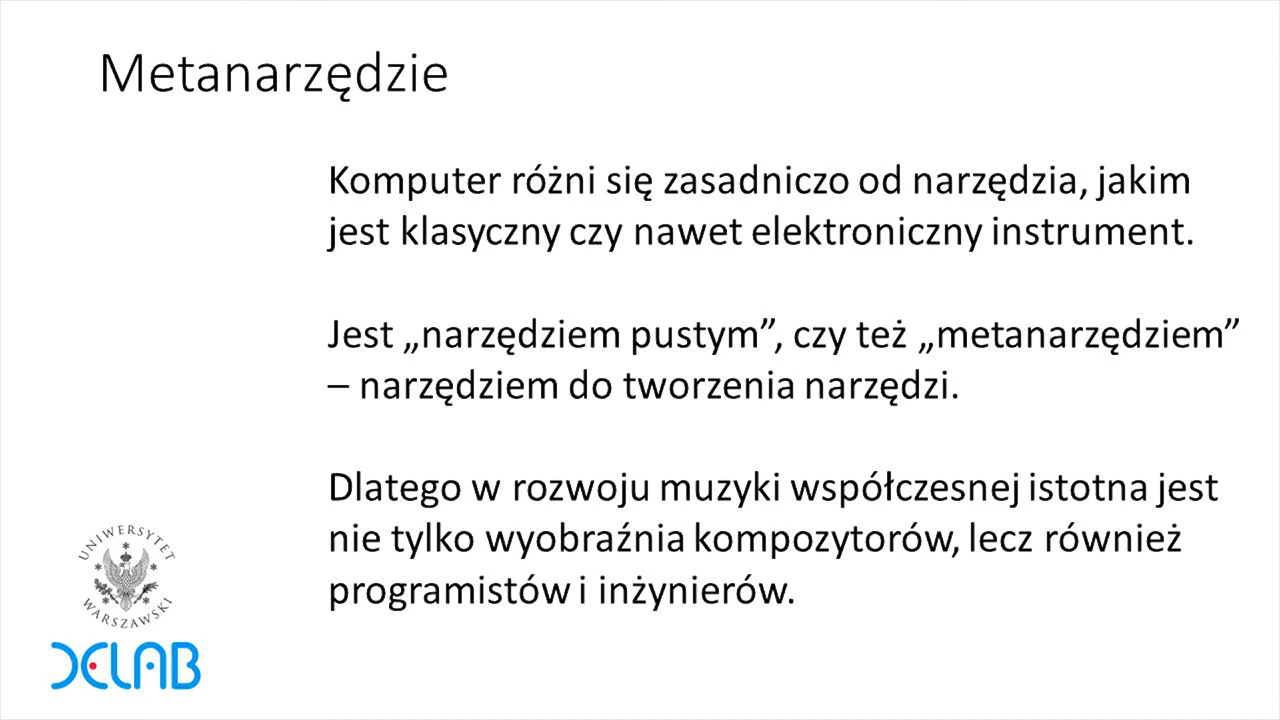 Metanarzędzie
Komputer różni się zasadniczo od narzędzia, jakim
jest klasyczny czy nawet elektroniczny instrument.
Jest „narzędziem pustym”, czy też „metanarzędziem”
– narzędziem do tworzenia narzędzi.
Dlatego w rozwoju muzyki współczesnej istotna jest
nie tylko wyobraźnia kompozytorów, lecz również
programistów i inżynierów.
UNIWERSYTET
WARSZAWSKI
DELAB